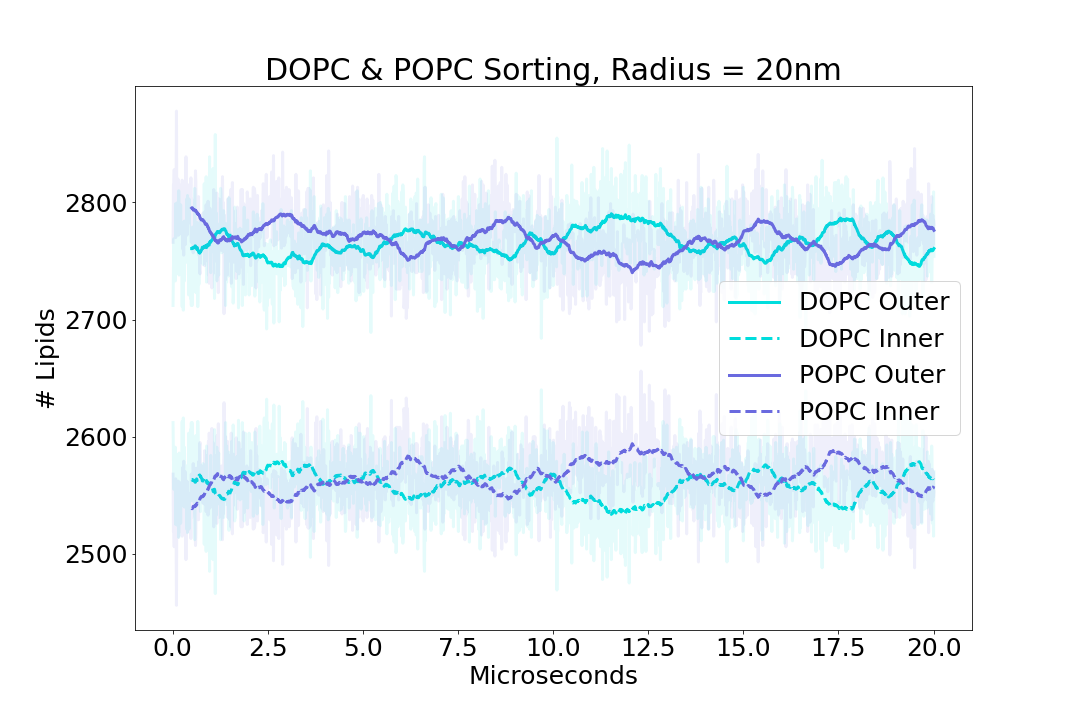 DOPC & POPC Sorting, Radius = 20nm
# Lipids
2800
2700
2600
2500
DOPC Outer
DOPC Inner
POPC Outer
POPC Inner
0.0 2.5 5.0 7.5 10.0 12.5 15.0 17.5 20.0
Microseconds